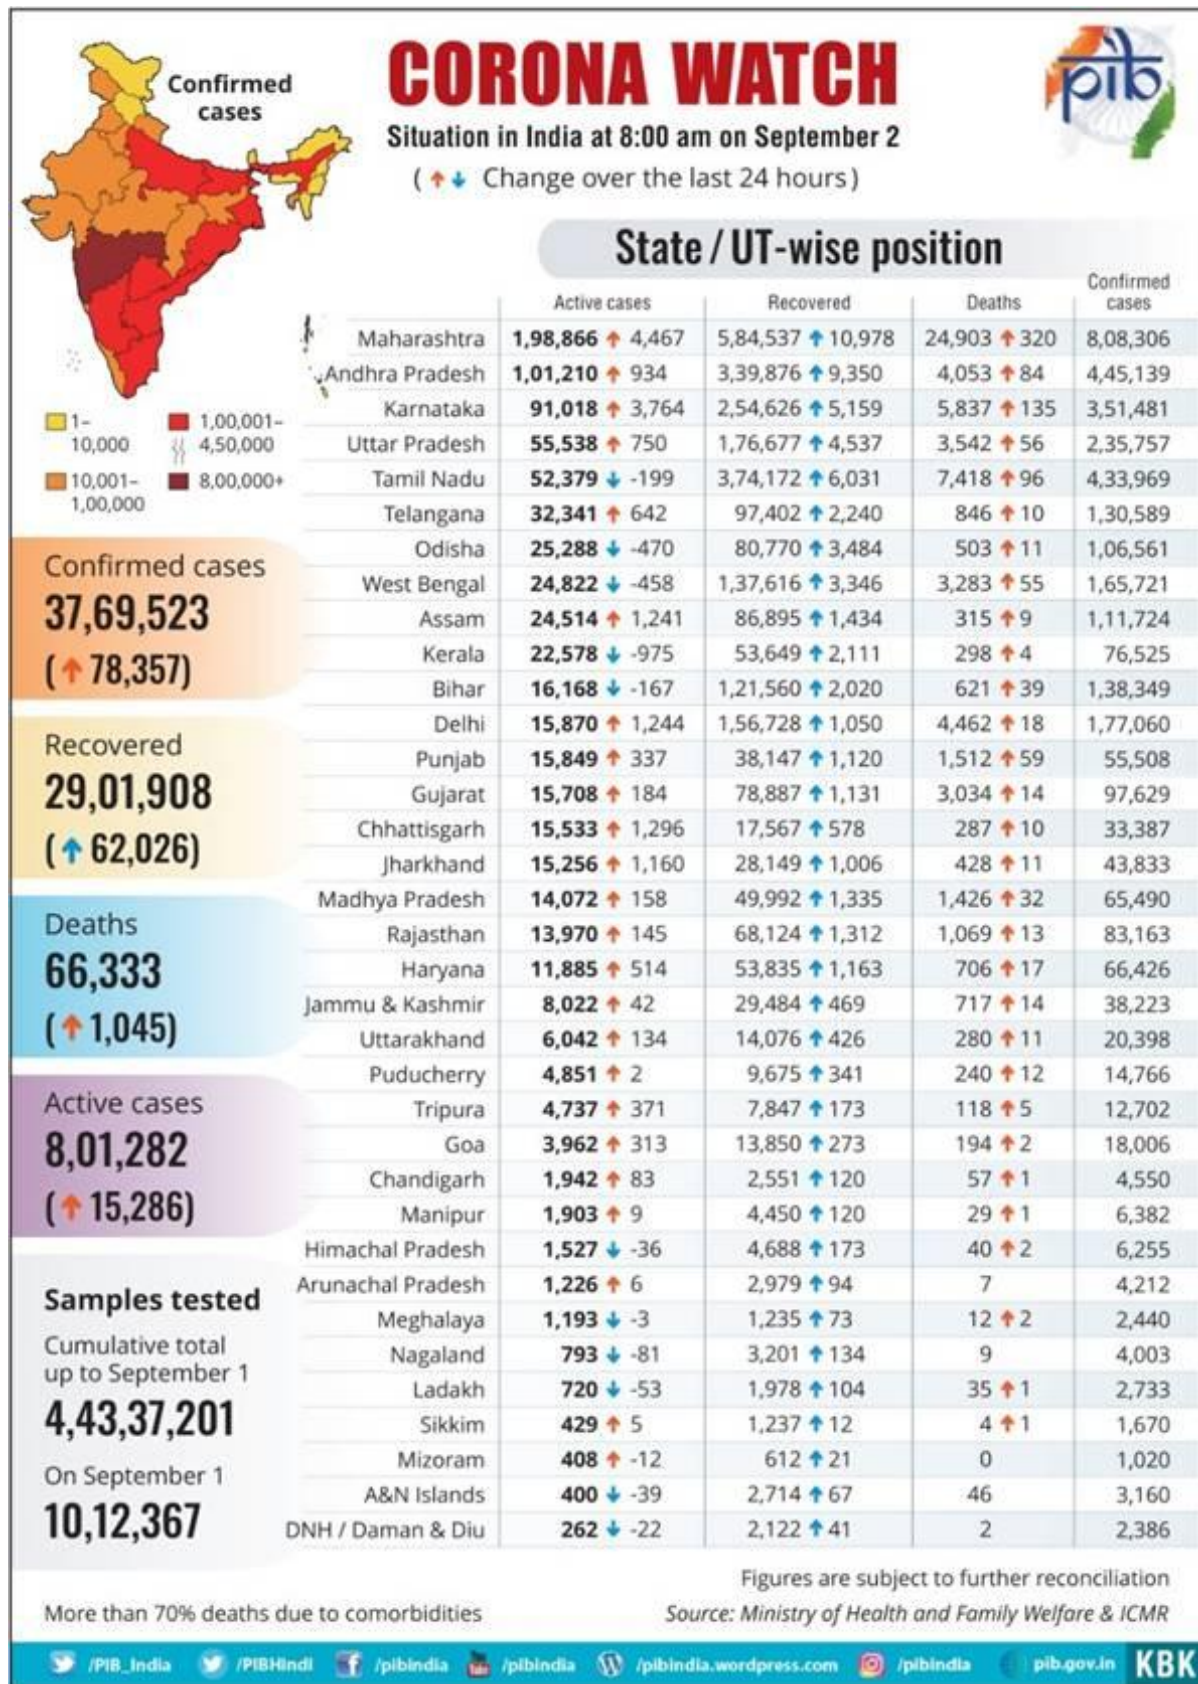 CORONA WATCH
Situation in India at 8:00 am on September 2
( ↑ ↓ Change over the last 24 hours)
pib
Confirmed
cases
1–
10,000
1,00,001–
4,50,000
10,001–
1,00,000
8,00,000+
Confirmed cases
37,69,523
(↑ 78,357)
Recovered
29,01,908
(↑ 62,026)
Deaths
66,333
(↑ 1,045)
Active cases
8,01,282
(↑ 15,286)
Samples tested
Cumulative total
up to September 1
4,43,37,201
On September 1
10,12,367
State / UT-wise position
Active cases Recovered Deaths Confirmed cases
Maharashtra 1,98,866 ↑ 4,467 5,84,537 ↑ 10,978 24,903 ↑ 320 8,08,306
Andhra Pradesh 1,01,210 ↑ 934 3,39,876 ↑ 9,350 4,053 ↑ 84 4,45,139
Karnataka 91,018 ↑ 3,764 2,54,626 ↑ 5,159 5,837 ↑ 135 3,51,481
Uttar Pradesh 55,538 ↑ 750 1,76,677 ↑ 4,537 3,542 ↑ 56 2,35,757
Tamil Nadu 52,379 ↓ -199 3,74,172 ↑ 6,031 7,418 ↑ 96 4,33,969
Telangana 32,341 ↑ 642 97,402 ↑ 2,240 846 ↑ 10 1,30,589
Odisha 25,288 ↓ -470 80,770 ↑ 3,484 503 ↑ 11 1,06,561
West Bengal 24,822 ↓ -458 1,37,616 ↑ 3,346 3,283 ↑ 55 1,65,721
Assam 24,514 ↑ 1,241 86,895 ↑ 1,434 315 ↑ 9 1,11,724
Kerala 22,578 ↓ -975 53,649 ↑ 2,111 298 ↑ 4 76,525
Bihar 16,168 ↓ -167 1,21,560 ↑ 2,020 621 ↑ 39 1,38,349
Delhi 15,870 ↑ 1,244 1,56,728 ↑ 1,050 4,462 ↑ 18 1,77,060
Punjab 15,849 ↑ 337 38,147 ↑ 1,120 1,512 ↑ 59 55,508
Gujarat 15,708 ↑ 184 78,887 ↑ 1,131 3,034 ↑ 14 97,629
Chhattisgarh 15,533 ↑ 1,296 17,567 ↑ 578 287 ↑ 10 33,387
Jharkhand 15,256 ↑ 1,160 28,149 ↑ 1,006 428 ↑ 11 43,833
Madhya Pradesh 14,072 ↑ 158 49,992 ↑ 1,335 1,426 ↑ 32 65,490
Rajasthan 13,970 ↑ 145 68,124 ↑ 1,312 1,069 ↑ 13 83,163
Haryana 11,885 ↑ 514 53,835 ↑ 1,163 706 ↑ 17 66,426
Jammu & Kashmir 8,022 ↑ 42 29,484 ↑ 469 717 ↑ 14 38,223
Uttarakhand 6,042 ↑ 134 14,076 ↑ 426 280 ↑ 11 20,398
Puducherry 4,851 ↑ 2 9,675 ↑ 341 240 ↑ 12 14,766
Tripura 4,737 ↑ 371 7,847 ↑ 173 118 ↑ 5 12,702
Goa 3,962 ↑ 313 13,850 ↑ 273 194 ↑ 2 18,006
Chandigarh 1,942 ↑ 83 2,551 ↑ 120 57 ↑ 1 4,550
Manipur 1,903 ↑ 9 4,450 ↑ 120 29 ↑ 1 6,382
Himachal Pradesh 1,527 ↓ -36 4,688 ↑ 173 40 ↑ 2 6,255
Arunachal Pradesh 1,226 ↑ 6 2,979 ↑ 94 7 4,212
Meghalaya 1,193 ↓ -3 1,235 ↑ 73 12 ↑ 2 2,440
Nagaland 793 ↓ -81 3,201 ↑ 134 9 4,003
Ladakh 720 ↓ -53 1,978 ↑ 104 35 ↑ 1 2,733
Sikkim 429 ↑ 5 1,237 ↑ 12 4 ↑ 1 1,670
Mizoram 408 ↑ -12 612 ↑ 21 0 1,020
A&N Islands 400 ↓ -39 2,714 ↑ 67 46 3,160
DNH / Daman & Diu 262 ↓ -22 2,122 ↑ 41 2 2,386
Figures are subject to further reconciliation
More than 70% deaths due to comorbidities
Source: Ministry of Health and Family Welfare & ICMR
/PIB_India /PIBHindi /pibindia /pibindia /pibindia.wordpress.com /pibindia pib.gov.in KBK